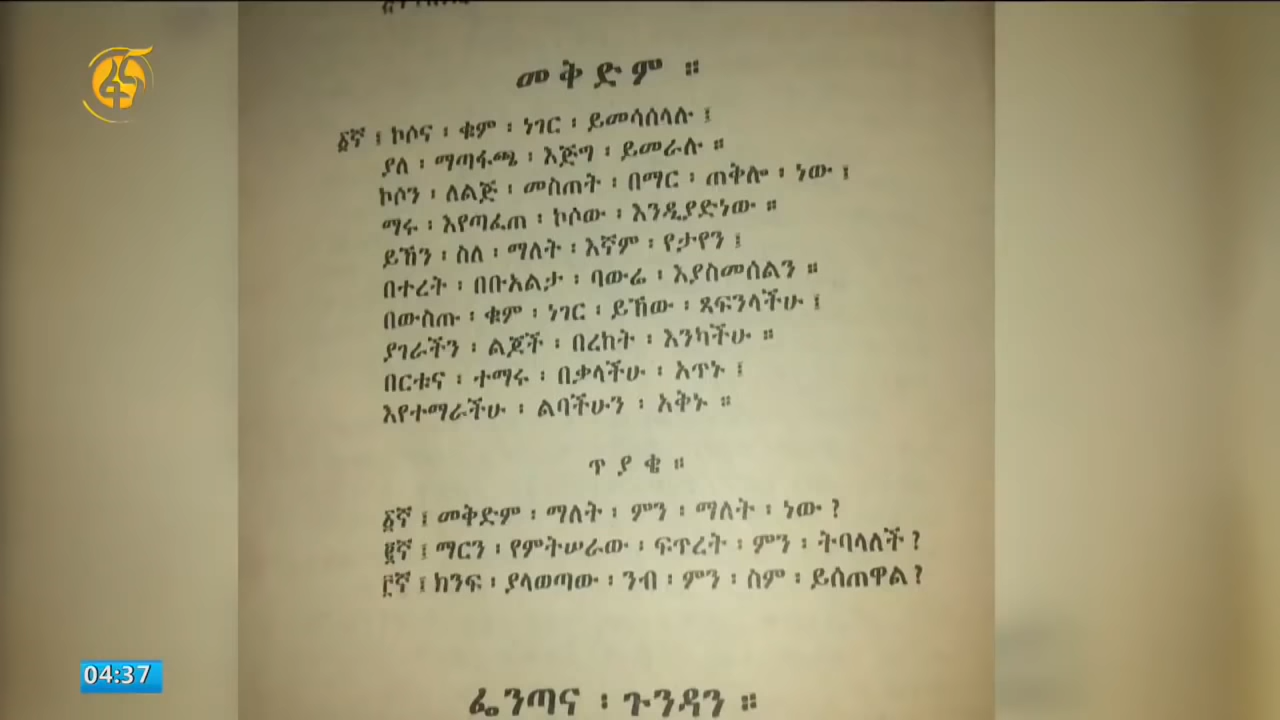 መቅድም ።
፩ኛ ፤ ኮሶና ፡ ቁም ፡ ነገር ፡ ይመሳሰላሉ ፤
ያለ ፡ ማጣፋጫ ፡ እጅግ ፡ ይመራሉ ።
ኮሶን ፡ ለልጅ ፡ መስጠት ፡ በማር ፡ ጠቅሎ ፡ ነው ፤
ማሩ ፡ እየጣፈጠ ፡ ኮሶው ፡ እንዲያድነው ።
ይኸን ፡ ስለ ፡ ማለት ፡ እኛም ፡ የታየን ፤
በተረት ፡ በቡአልታ ፡ ባውሬ ፡ እያስመሰልን ።
በውስጡ ፡ ቁም ፡ ነገር ፡ ይኸው ፡ ጻፍንላችሁ ፤
ያገራችን ፡ ልጆች ፡ በረከት ፡ እንካችሁ ።
በርቱና ፡ ተማሩ ፡ በቃላችሁ ፡ አጥኑ ፤
እየተማራችሁ ፡ ልባችሁን ፡ አቅኑ ።
ጥያቄ ።
፩ኛ ፤ መቅድም ፡ ማለት ፡ ምን ፡ ማለት ፡ ነው ?
፪ኛ ፤ ማርን ፡ የምትሠራው ፡ ፍጥረት ፡ ምን ፡ ትባላለች ?
፫ኛ ፤ ክንፍ ፡ ያላወጣው ፡ ንብ ፡ ምን ፡ ስም ፡ ይሰጠዋል ?
ፌንጣና ፡ ጉንዳን ።
04:37